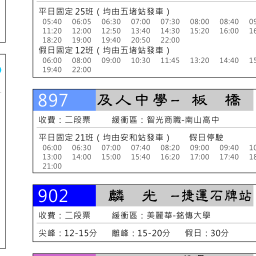 平日固定 25班 ( 均由五堵站發車 )
05:40 06:05 06:30 07:00 07:30 08:00 08:40
11:20 12:00 12:50 13:40 14:30 15:20 16:00
18:20 19:00 19:40 20:50 22:00
假日固定 12班 ( 均由五堵站發車 )
06:00 08:00 09:00 10:30 11:45 13:20 14:40
19:40 22:00
897 及人中學- 板 橋
收費：二段票 緩衝區：智光商職-南山高中
平日固定 21班 ( 均由安和站發車 ) 假日停駛
06:00 06:30 07:00 07:40 08:20 09:00 09:40
13:00 14:00 15:00 15:40 16:20 17:00 17:40
21:00
902 麟 光 -捷運石牌站
收費：二段票 緩衝區：美麗華-銘傳大學
尖峰：12-15分 離峰：15-20分 假日：30分